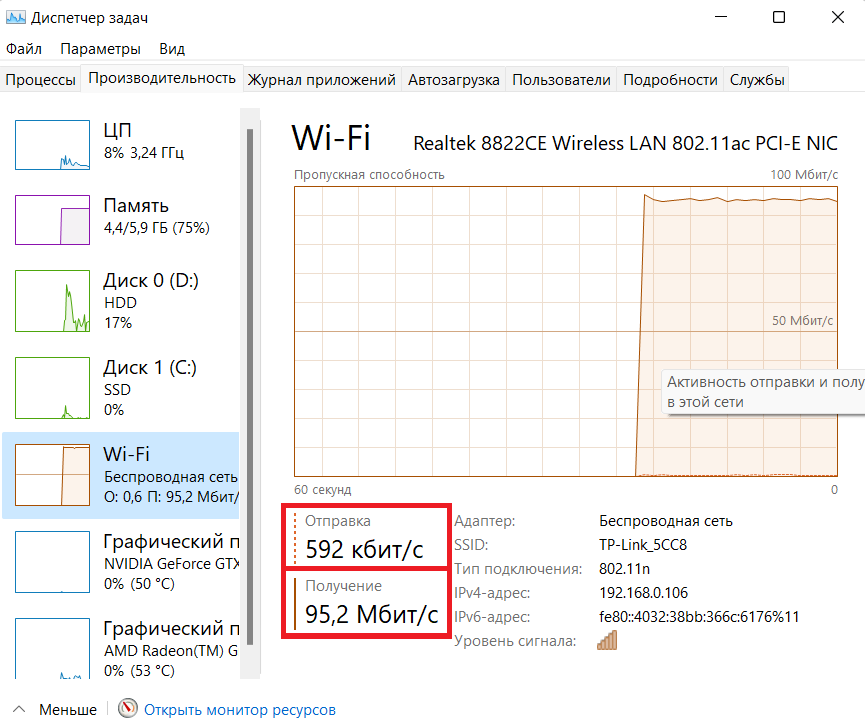 Диспетчер задач
Файл Параметры Вид
Процессы Производительность Журнал приложений Автозагрузка Пользователи Подробности Службы
ЦП
8% 3,24 ГГц
Память
4,4/5,9 ГБ (75%)
Диск 0 (D:)
HDD
17%
Диск 1 (C:)
SSD
0%
Wi-Fi
Беспроводная сеть
О: 0,6 П: 95,2 Мбит/
Графический п
NVIDIA GeForce GTX
0% (50 °C)
Графический п
AMD Radeon(TM) G
0% (53 °C)
Wi-Fi Realtek 8822CE Wireless LAN 802.11ac PCI-E NIC
Пропускная способность 100 Мбит/с
50 Мбит/с
Активность отправки и полу
в этой сети
60 секунд 0
Отправка
592 кбит/с
Получение
95,2 Мбит/с
Адаптер: Беспроводная сеть
SSID: TP-Link_5CC8
Тип подключения: 802.11n
IPv4-адрес: 192.168.0.106
IPv6-адрес: fe80::4032:38bb:366c:6176%11
Уровень сигнала:
Меньше Открыть монитор ресурсов